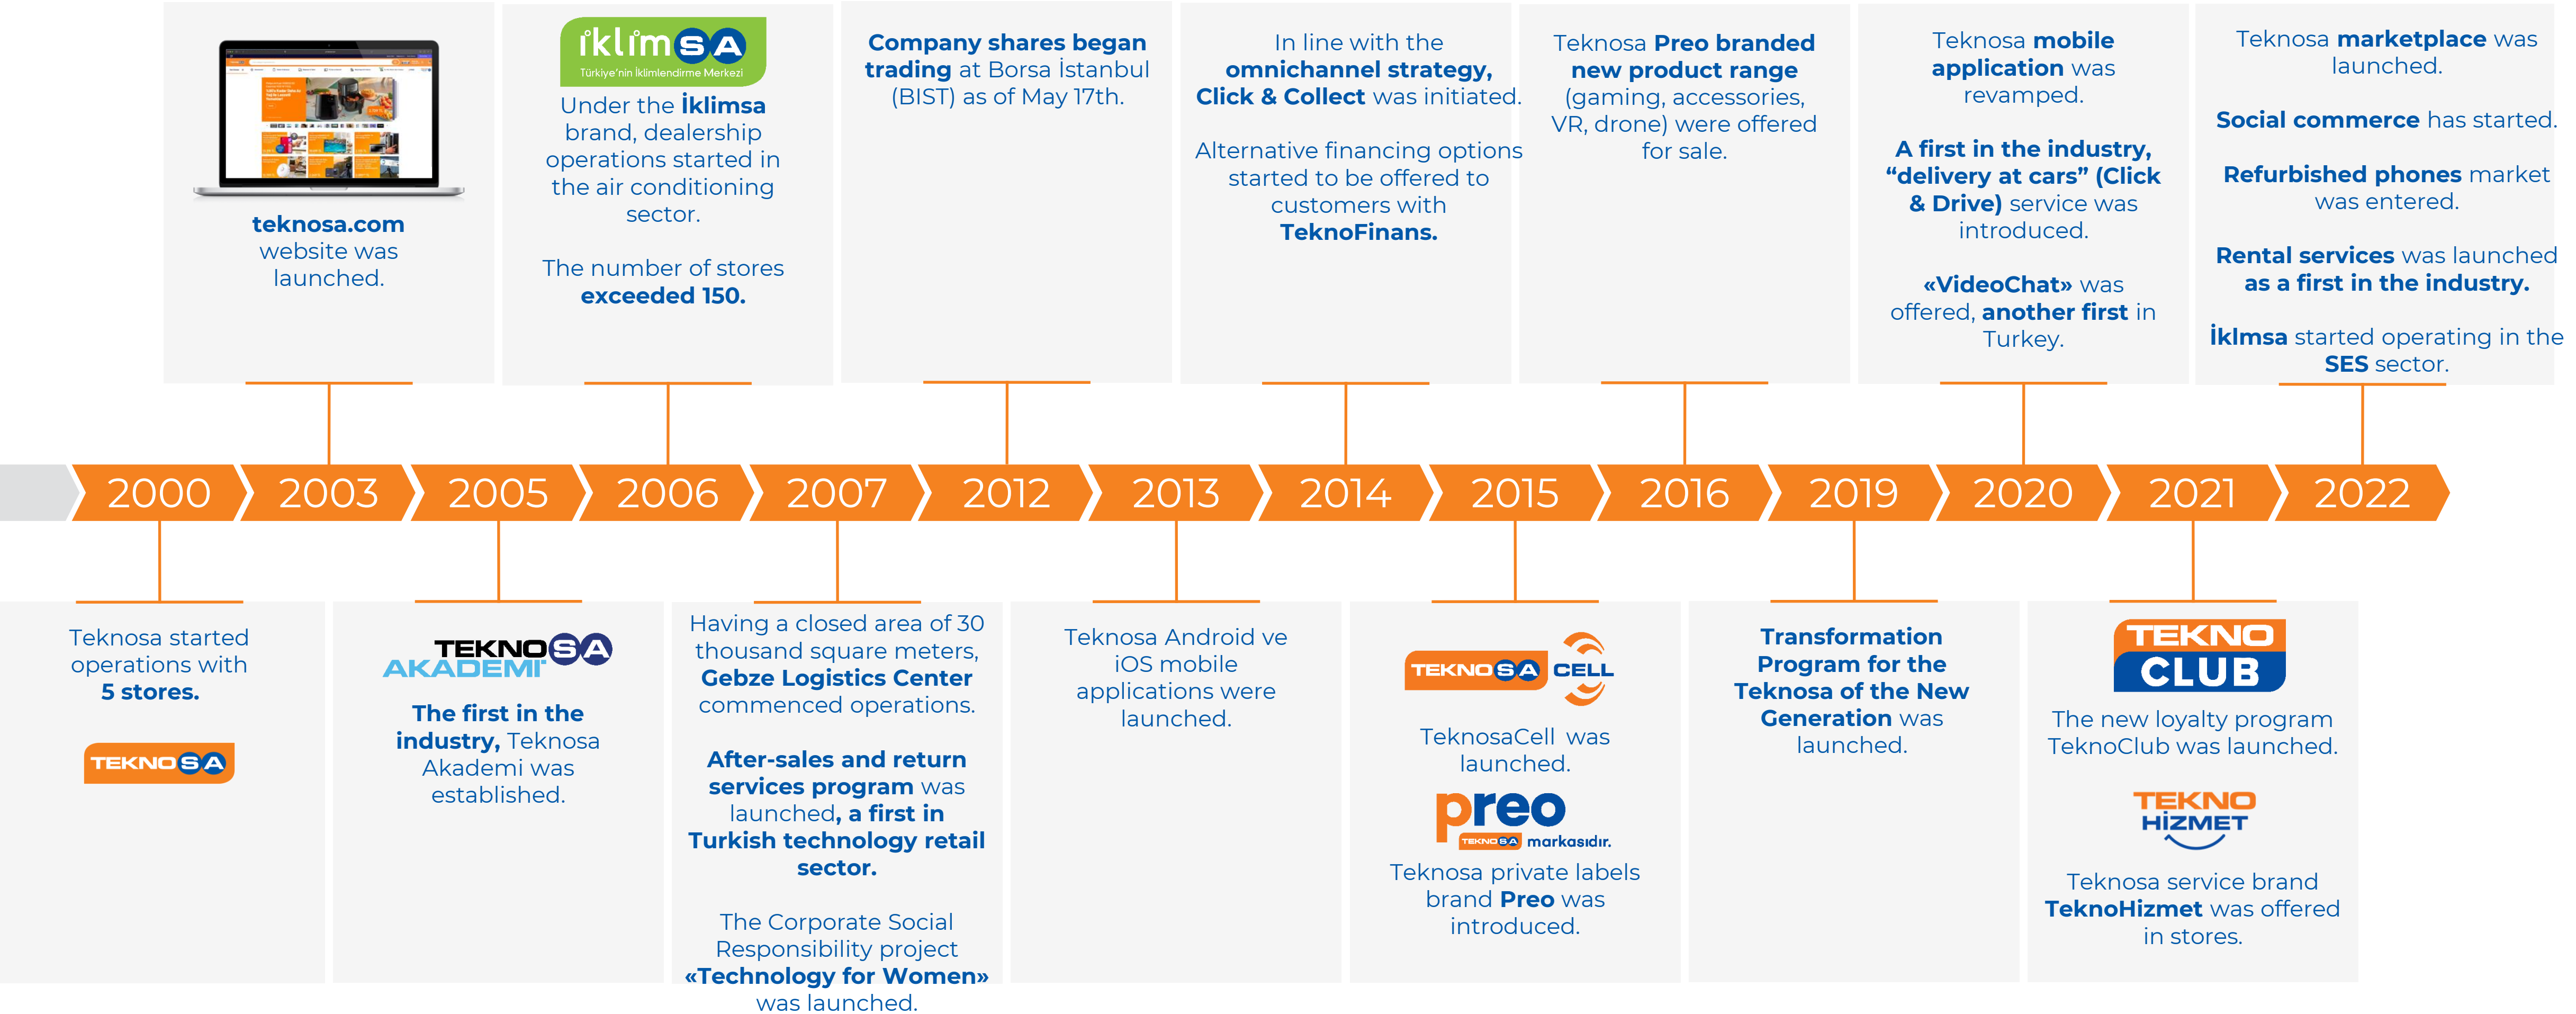 teknosa.com
website was
launched.
iklimSA
Türkiye'nin İklimlendirme Merkezi
Under the İklimsa
brand, dealership
operations started in
the air conditioning
sector.
The number of stores
exceeded 150.
Company shares began
trading at Borsa İstanbul
(BIST) as of May 17th.
In line with the
omnichannel strategy,
Click & Collect was initiated.
Alternative financing options
started to be offered to
customers with
TeknoFinans.
Teknosa Preo branded
new product range
(gaming, accessories,
VR, drone) were offered
for sale.
Teknosa mobile
application was
revamped.
A first in the industry,
“delivery at cars” (Click
& Drive) service was
introduced.
«VideoChat» was
offered, another first in
Turkey.
Teknosa marketplace was
launched.
Social commerce has started.
Refurbished phones market
was entered.
Rental services was launched
as a first in the industry.
İklmsa started operating in the
SES sector.
2000
2003
2005
2006
2007
2012
2013
2014
2015
2016
2019
2020
2021
2022
Teknosa started
operations with
5 stores.
TEKNOSA
TEKNOSA
AKADEMİ
The first in the
industry, Teknosa
Akademi was
established.
Having a closed area of 30
thousand square meters,
Gebze Logistics Center
commenced operations.
After-sales and return
services program was
launched, a first in
Turkish technology retail
sector.
The Corporate Social
Responsibility project
«Technology for Women»
was launched.
Teknosa Android ve
iOS mobile
applications were
launched.
TEKNOSA CELL
TeknosaCell was
launched.
preo
TEKNOSA markasıdır.
Teknosa private labels
brand Preo was
introduced.
Transformation
Program for the
Teknosa of the New
Generation was
launched.
TEKNO
CLUB
The new loyalty program
TeknoClub was launched.
TEKNO
HİZMET
Teknosa service brand
TeknoHizmet was offered
in stores.